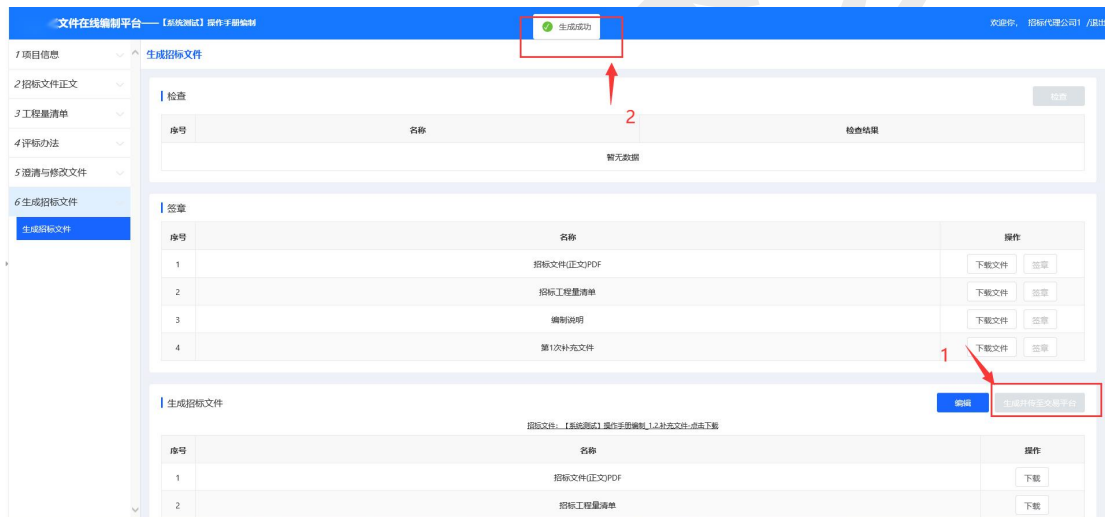 文件在线编制平台——【系统测试】操作手册编制
生成成功
欢迎你， 招标代理公司1 /退出
1 项目信息
2 招标文件正文
3 工程量清单
4 评标办法
5 澄清与修改文件
6 生成招标文件
生成招标文件
生成招标文件
2
检查
检查
序号 名称 检查结果
暂无数据
签章
序号 名称 操作
1 招标文件(正文)PDF 下载文件 签章
2 招标工程量清单 下载文件 签章
3 编制说明 下载文件 签章
4 第1次补充文件 下载文件 签章
1
生成招标文件
编辑
生成并传至交易平台
招标文件：【系统测试】操作手册编制_1.2.补充文件-点击下载
序号 名称 操作
1 招标文件(正文)PDF 下载
2 招标工程量清单 下载